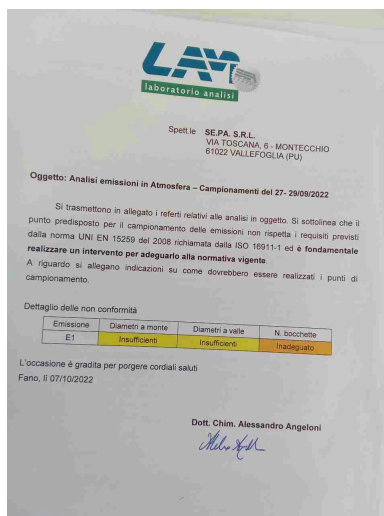 LAM
laboratorio analisi
Spett.le SE.PA. S.R.L.
VIA TOSCANA, 6 - MONTECCHIO
61022 VALLEFOGLIA (PU)
Oggetto: Analisi emissioni in Atmosfera – Campionamenti del 27- 29/09/2022
Si trasmettono in allegato i referti relativi alle analisi in oggetto. Si sottolinea che il
punto predisposto per il campionamento delle emissioni non rispetta i requisiti previsti
dalla norma UNI EN 15259 del 2008 richiamata dalla ISO 16911-1 ed è fondamentale
realizzare un intervento per adeguarlo alla normativa vigente.
A riguardo si allegano indicazioni su come dovrebbero essere realizzati i punti di
campionamento.
Dettaglio delle non conformità
Emissione Diametri a monte Diametri a valle N. bocchette
E1 Insufficienti Insufficienti Inadeguato
L'occasione è gradita per porgere cordiali saluti
Fano, lì 07/10/2022
Dott. Chim. Alessandro Angeloni